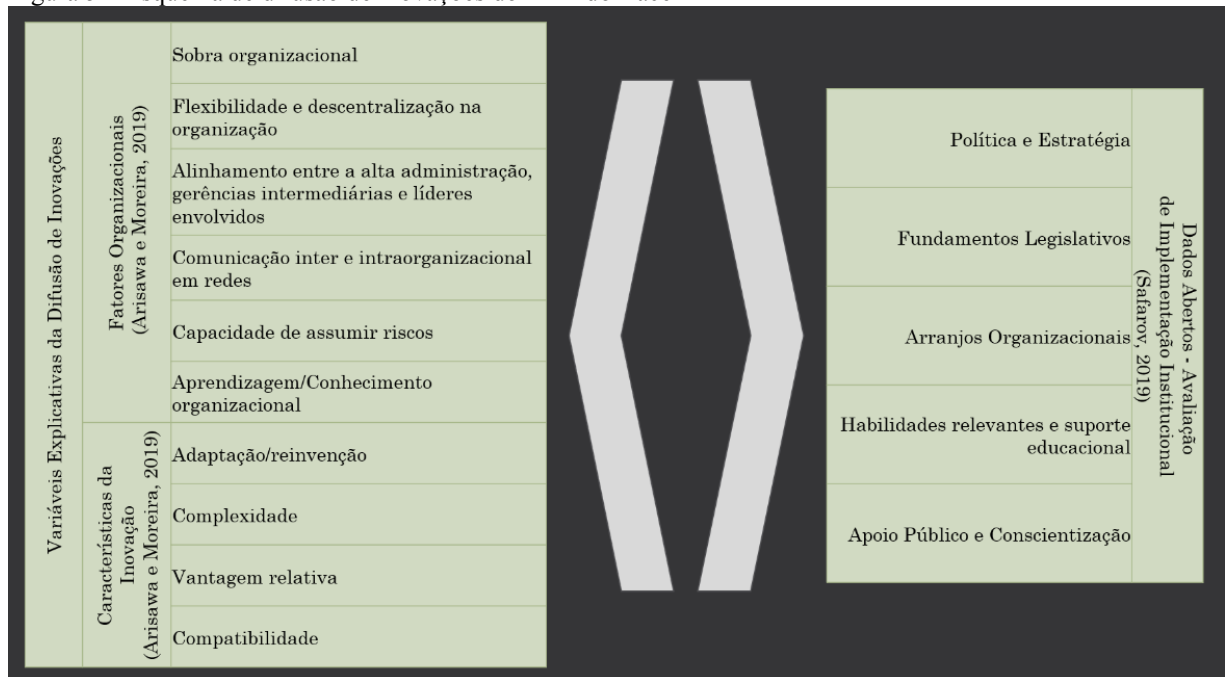 Variáveis Explicativas da Difusão de Inovações
Fatores Organizacionais
(Arisawa e Moreira, 2019)
Sobra organizacional
Flexibilidade e descentralização na
organização
Alinhamento entre a alta administração,
gerências intermediárias e líderes
envolvidos
Comunicação inter e intraorganizacional
em redes
Capacidade de assumir riscos
Aprendizagem/Conhecimento
organizacional
Características da
Inovação
(Arisawa e Moreira, 2019)
Adaptação/reinvenção
Complexidade
Vantagem relativa
Compatibilidade
Política e Estratégia
Fundamentos Legislativos
Arranjos Organizacionais
Habilidades relevantes e suporte
educacional
Apoio Público e Conscientização
Dados Abertos - Avaliação
de Implementação Institucional
(Safarov, 2019)